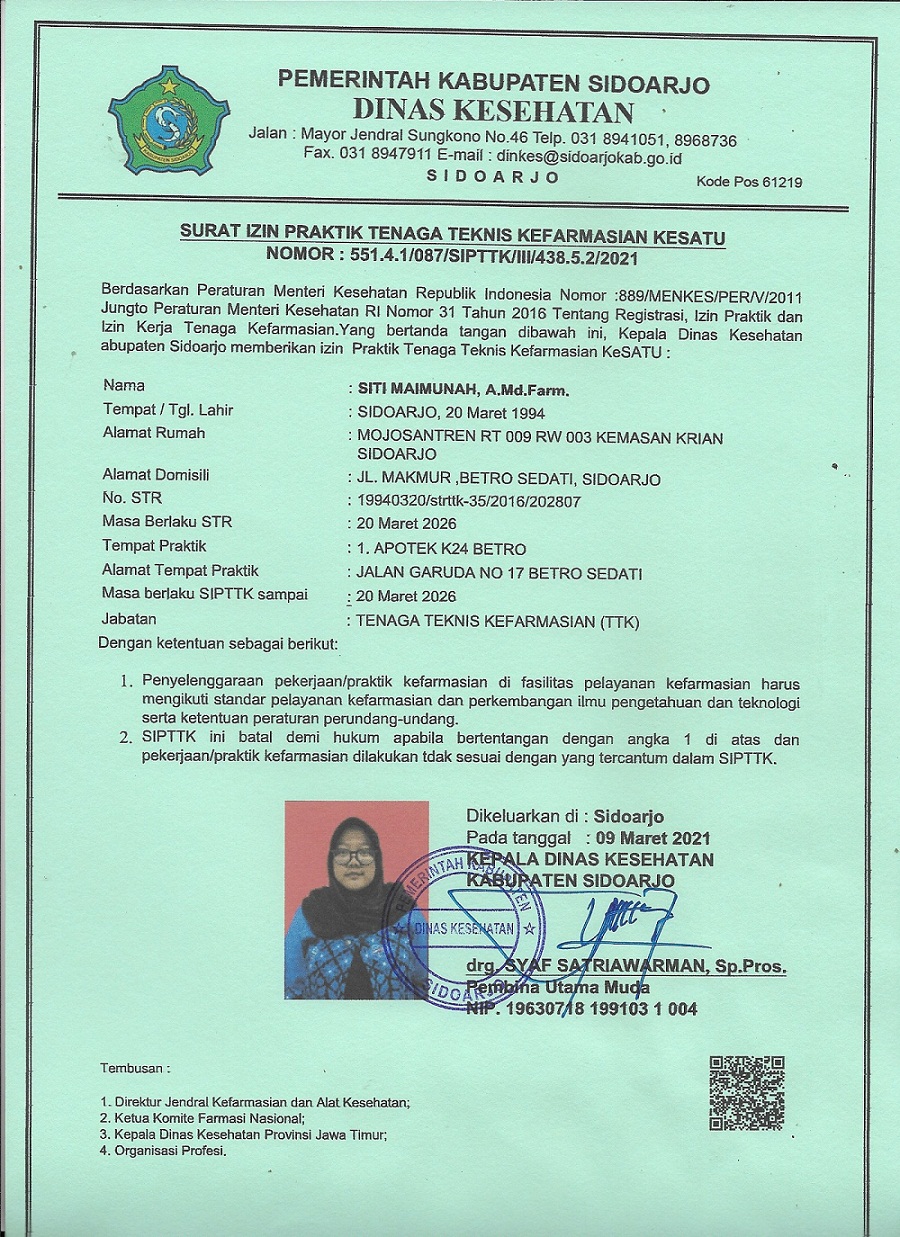 PEMERINTAH KABUPATEN SIDOARJO
DINAS KESEHATAN
Jalan : Mayor Jendral Sungkono No.46 Telp. 031 8941051, 8968736
Fax. 031 8947911 E-mail : dinkes@sidoarjokab.go.id
S I D O A R J O
Kode Pos 61219
KABUPATEN SIDOARJO
SURAT IZIN PRAKTIK TENAGA TEKNIS KEFARMASIAN KESATU
NOMOR : 551.4.1/087/SIPTTK/III/438.5.2/2021
Berdasarkan Peraturan Menteri Kesehatan Republik Indonesia Nomor :889/MENKES/PER/V/2011
Jungto Peraturan Menteri Kesehatan RI Nomor 31 Tahun 2016 Tentang Registrasi, Izin Praktik dan
Izin Kerja Tenaga Kefarmasian.Yang bertanda tangan dibawah ini, Kepala Dinas Kesehatan
abupaten Sidoarjo memberikan izin Praktik Tenaga Teknis Kefarmasian KeSATU :
Nama : SITI MAIMUNAH, A.Md.Farm.
Tempat / Tgl. Lahir : SIDOARJO, 20 Maret 1994
Alamat Rumah : MOJOSANTREN RT 009 RW 003 KEMASAN KRIAN
SIDOARJO
Alamat Domisili : JL. MAKMUR ,BETRO SEDATI, SIDOARJO
No. STR : 19940320/strttk-35/2016/202807
Masa Berlaku STR : 20 Maret 2026
Tempat Praktik : 1. APOTEK K24 BETRO
Alamat Tempat Praktik : JALAN GARUDA NO 17 BETRO SEDATI
Masa berlaku SIPTTK sampai : 20 Maret 2026
Jabatan : TENAGA TEKNIS KEFARMASIAN (TTK)
Dengan ketentuan sebagai berikut:
1. Penyelenggaraan pekerjaan/praktik kefarmasian di fasilitas pelayanan kefarmasian harus
mengikuti standar pelayanan kefarmasian dan perkembangan ilmu pengetahuan dan teknologi
serta ketentuan peraturan perundang-undang.
2. SIPTTK ini batal demi hukum apabila bertentangan dengan angka 1 di atas dan
pekerjaan/praktik kefarmasian dilakukan tdak sesuai dengan yang tercantum dalam SIPTTK.
Dikeluarkan di : Sidoarjo
Pada tanggal : 09 Maret 2021
KEPALA DINAS KESEHATAN
KABUPATEN SIDOARJO
PEMERINTAH KABUPATEN
DINAS KESEHATAN
SIDOARJO
drg. SYAF SATRIAWARMAN, Sp.Pros.
Pembina Utama Muda
NIP. 19630718 199103 1 004
Tembusan :
1. Direktur Jendral Kefarmasian dan Alat Kesehatan;
2. Ketua Komite Farmasi Nasional;
3. Kepala Dinas Kesehatan Provinsi Jawa Timur;
4. Organisasi Profesi.